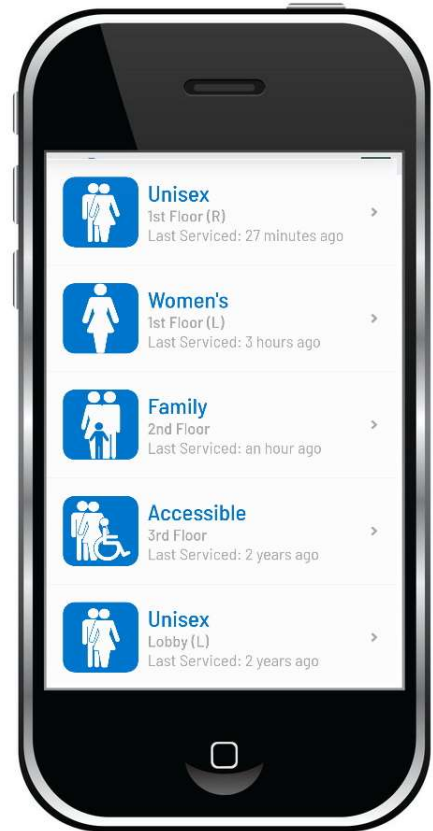 Unisex
1st Floor (R)
Last Serviced: 27 minutes ago
Women's
1st Floor (L)
Last Serviced: 3 hours ago
Family
2nd Floor
Last Serviced: an hour ago
Accessible
3rd Floor
Last Serviced: 2 years ago
Unisex
Lobby (L)
Last Serviced: 2 years ago